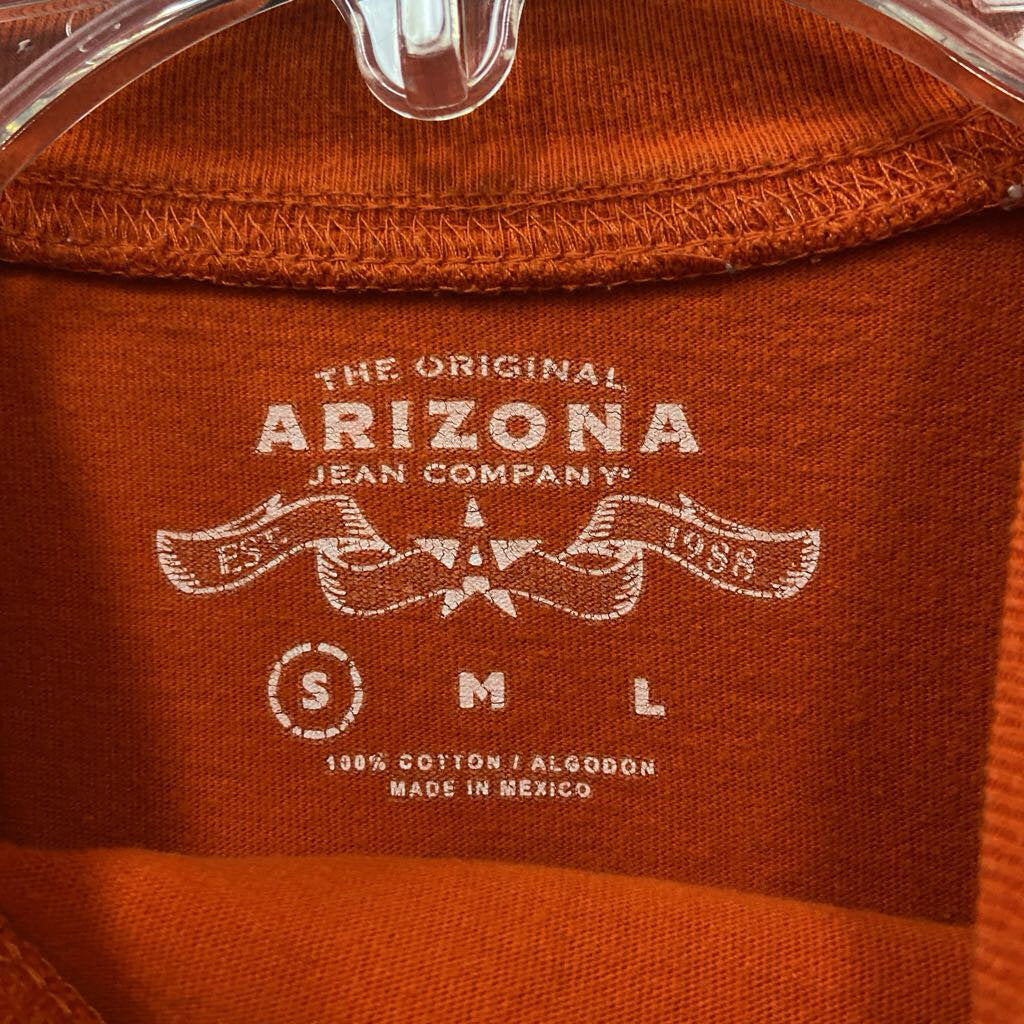 THE ORIGINAL
ARIZONA
JEAN COMPANY®
EST. 1988
S M L
100% COTTON / ALGODON
MADE IN MEXICO